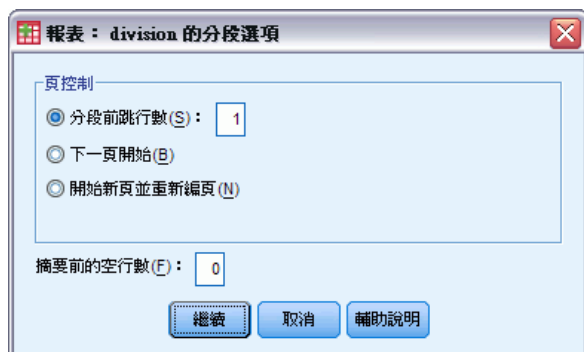 報表： division 的分段選項
頁控制
分段前跳行數(S)： 1
下一頁開始(B)
開始新頁並重新編頁(N)
摘要前的空行數(F)： 0
繼續 取消 輔助說明